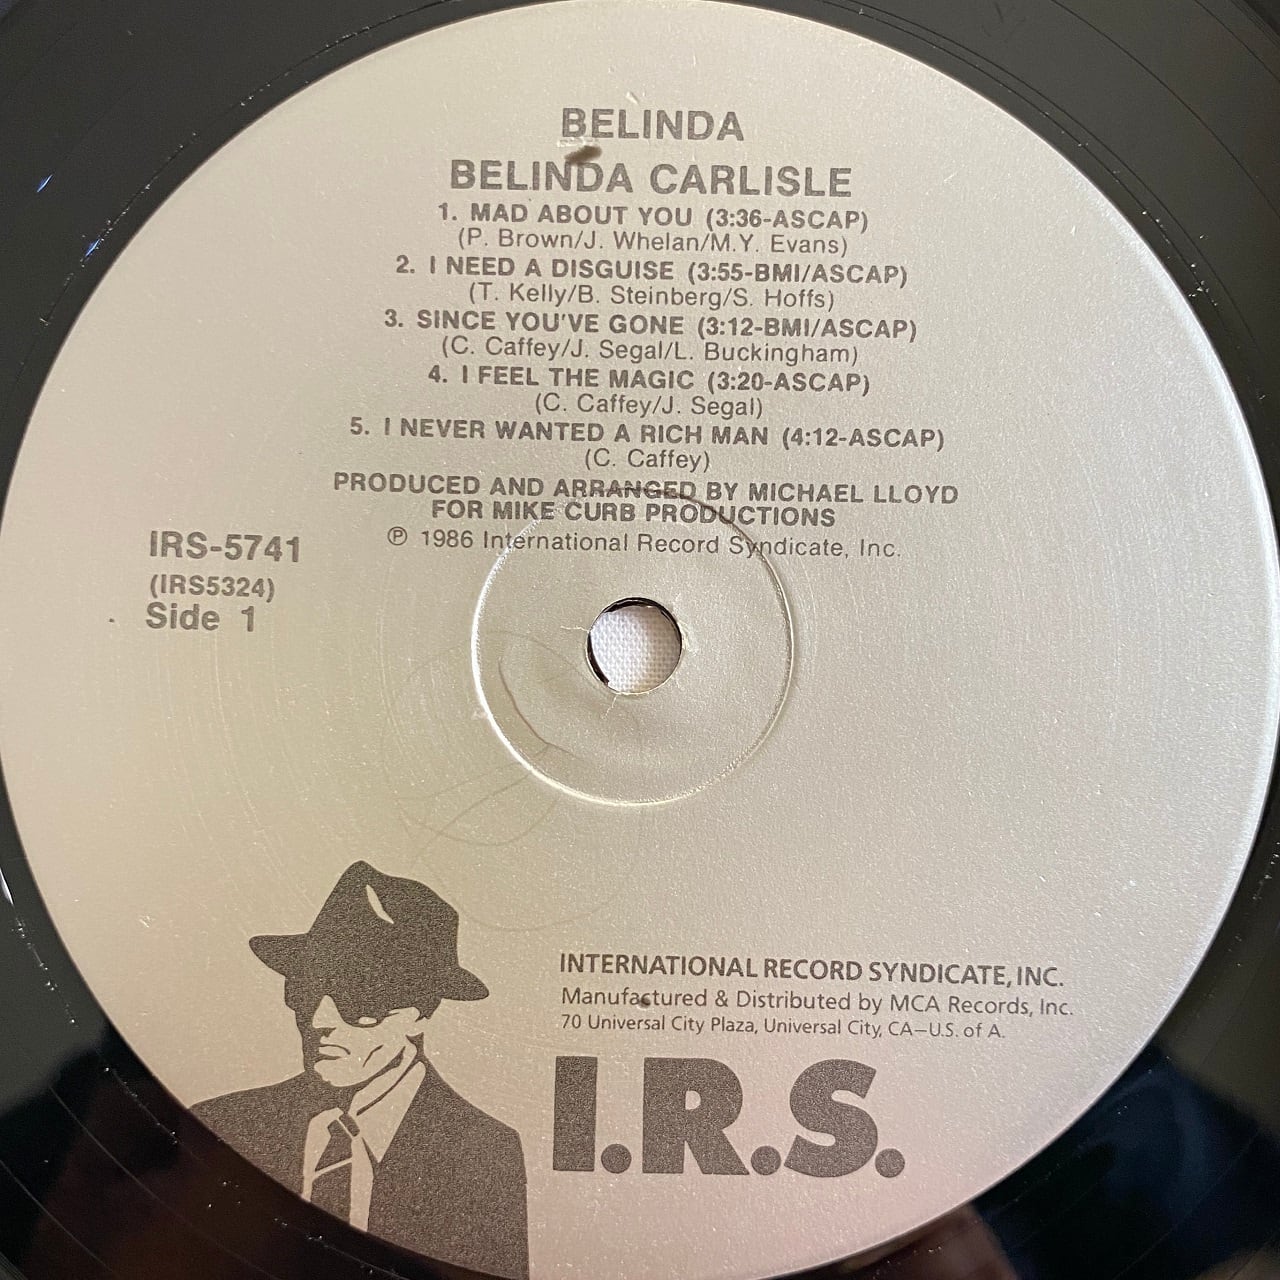 BELINDA
BELINDA CARLISLE
1. MAD ABOUT YOU (3:36-ASCAP)
(P. Brown/J. Whelan/M.Y. Evans)
2. I NEED A DISGUISE (3:55-BMI/ASCAP)
(T. Kelly/B. Steinberg/S. Hoffs)
3. SINCE YOU'VE GONE (3:12-BMI/ASCAP)
(C. Caffey/J. Segal/L. Buckingham)
4. I FEEL THE MAGIC (3:20-ASCAP)
(C. Caffey/J. Segal)
5. I NEVER WANTED A RICH MAN (4:12-ASCAP)
(C. Caffey)
PRODUCED AND ARRANGED BY MICHAEL LLOYD
FOR MIKE CURB PRODUCTIONS
℗ 1986 International Record Syndicate, Inc.
IRS-5741
(IRS5324)
Side 1
INTERNATIONAL RECORD SYNDICATE, INC.
Manufactured & Distributed by MCA Records, Inc.
70 Universal City Plaza, Universal City, CA–U.S. of A.
I.R.S.